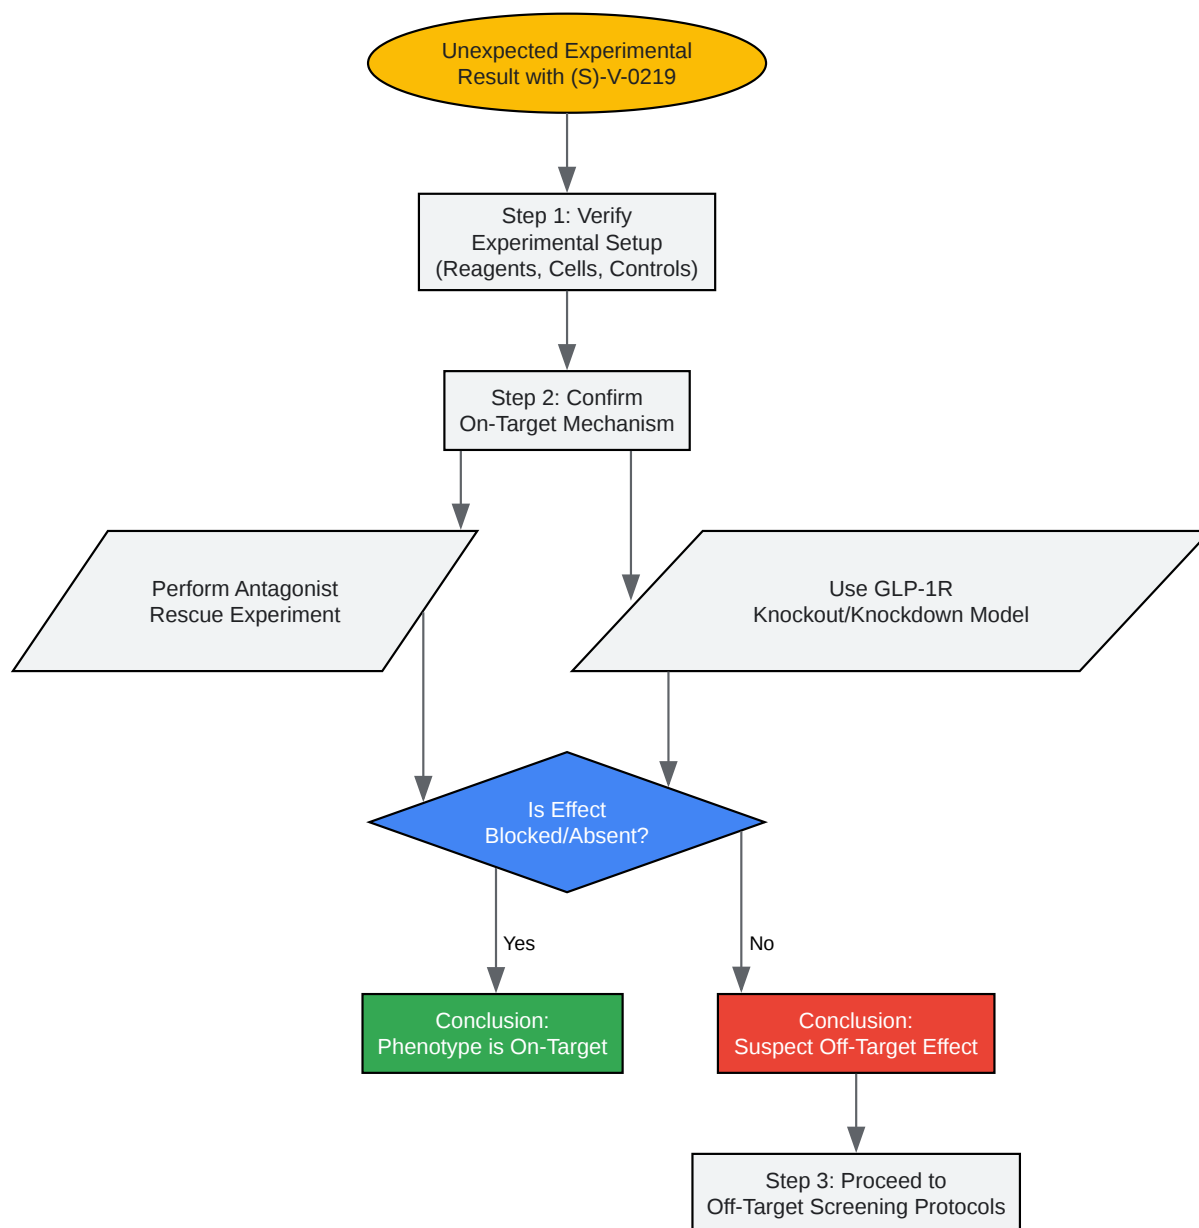 Unexpected Experimental
Result with (S)-V-0219
Step 1: Verify
Experimental Setup
(Reagents, Cells, Controls)
Step 2: Confirm
On-Target Mechanism
Perform Antagonist
Rescue Experiment
Use GLP-1R
Knockout/Knockdown Model
Is Effect
Blocked/Absent?
Yes
No
Conclusion:
Phenotype is On-Target
Conclusion:
Suspect Off-Target Effect
Step 3: Proceed to
Off-Target Screening Protocols